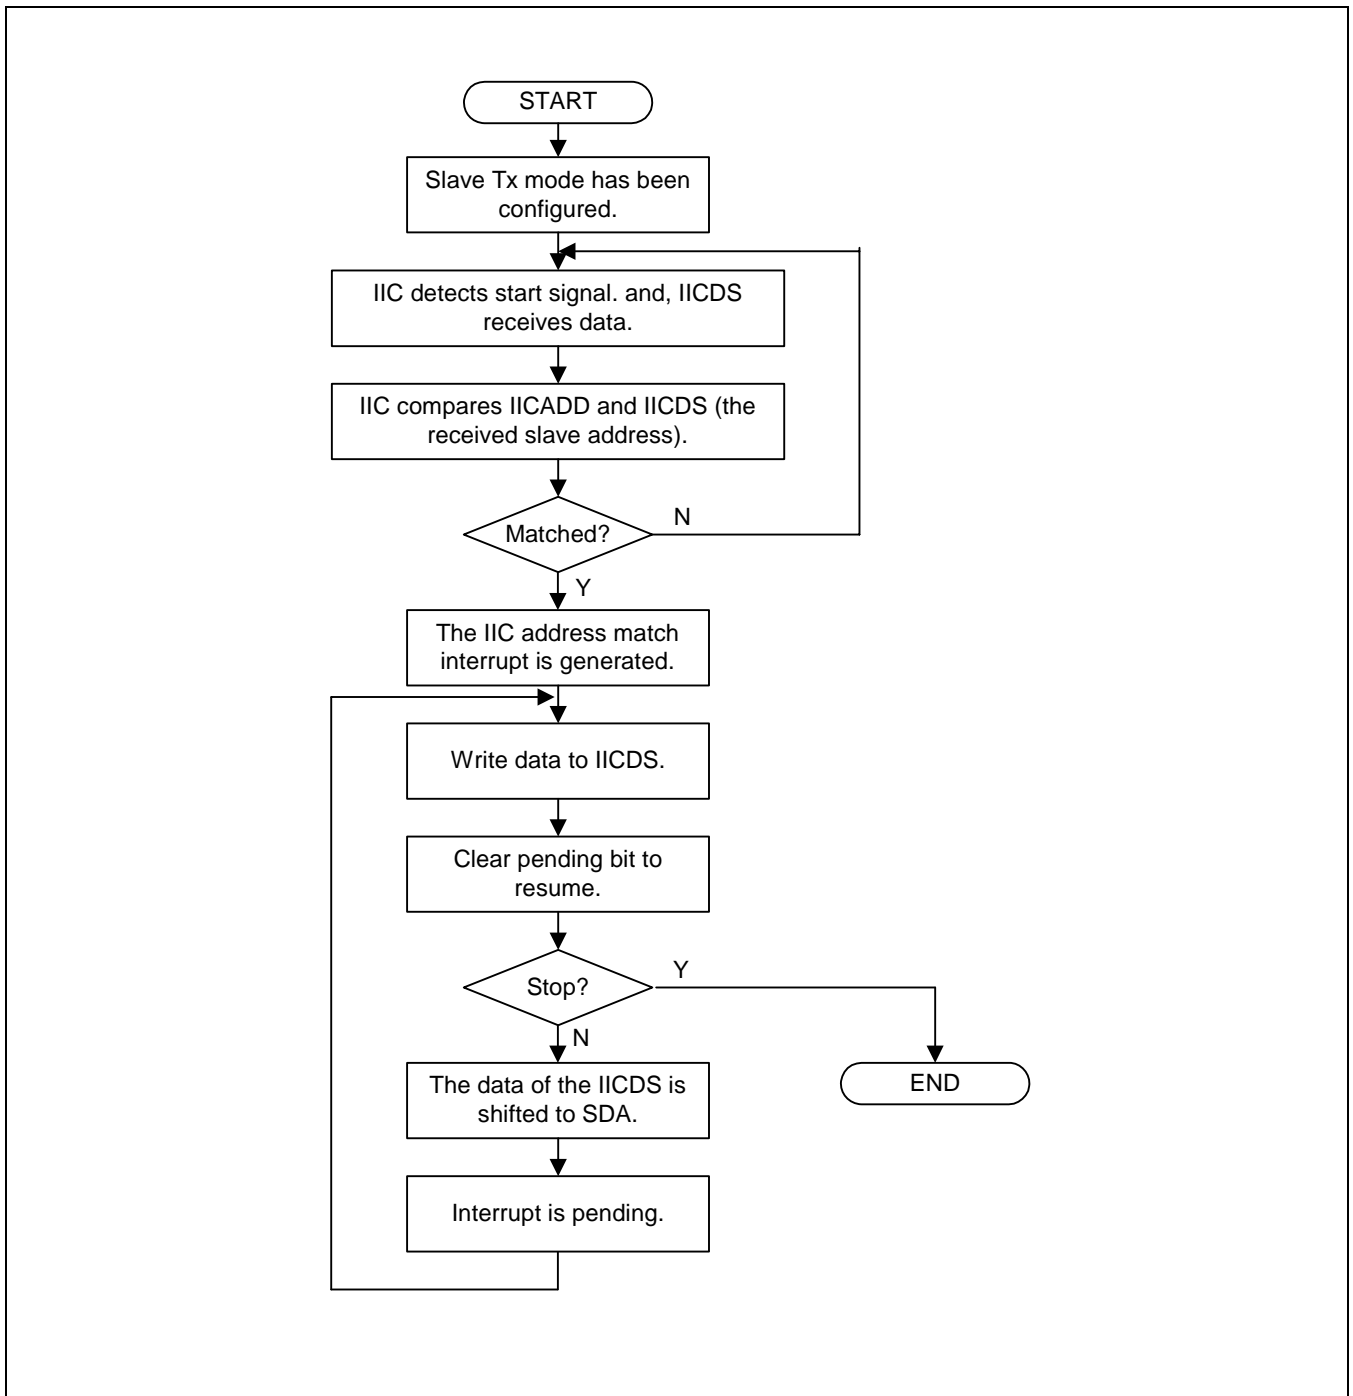 START
Slave Tx mode has been
configured.
IIC detects start signal. and, IICDS
receives data.
IIC compares IICADD and IICDS (the
received slave address).
Matched?
N
Y
The IIC address match
interrupt is generated.
Write data to IICDS.
Clear pending bit to
resume.
Stop?
Y
N
The data of the IICDS is
shifted to SDA.
END
Interrupt is pending.